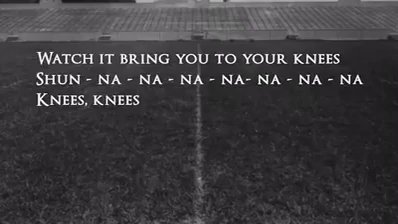 Watch it bring you to your knees
Shun - na - na - na - na- na - na - na
Knees, knees